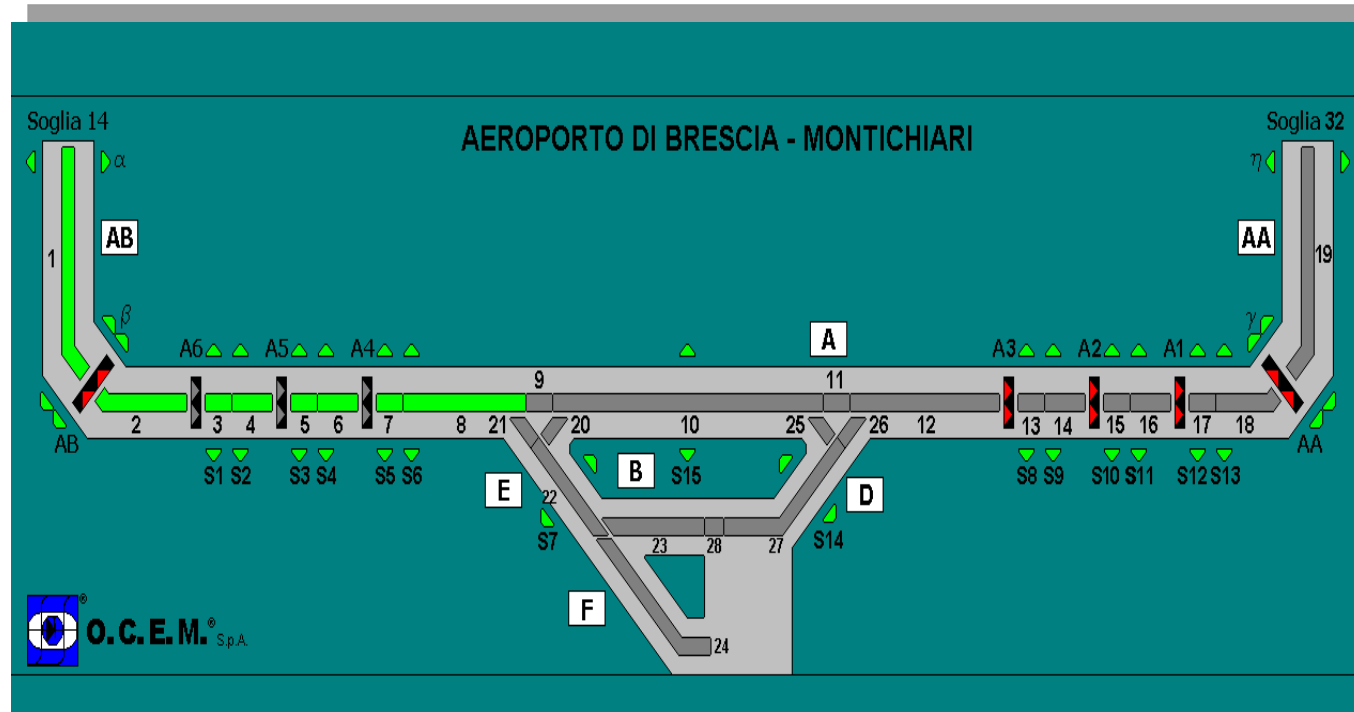 Soglia 14
Soglia 32
AEROPORTO DI BRESCIA - MONTICHIARI
α
η
AB
AA
1
19
β
γ
A6
A5
A4
A
A3
A2
A1
9
11
2
3
4
5
6
7
8
21
20
10
25
26
12
13
14
15
16
17
18
AB
AA
S1
S2
S3
S4
S5
S6
B
S15
S8
S9
S10
S11
S12
S13
E
22
D
S7
S14
23
28
27
F
24
O.C.E.M.® S.p.A.
®